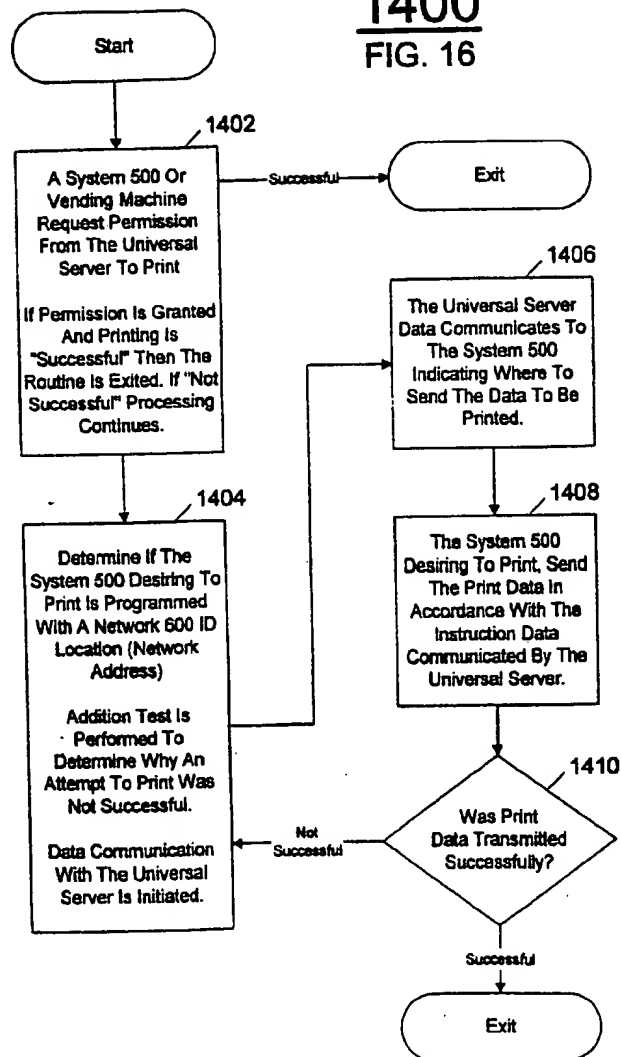 1400
FIG. 16
Start
1402
A System 500 Or
Vending Machine
Request Permission
From The Universal
Server To Print
If Permission Is Granted
And Printing Is
"Successful" Then The
Routine Is Exited. If "Not
Successful" Processing
Continues.
Successful
Exit
1404
Determine If The
System 500 Desiring To
Print Is Programmed
With A Network 600 ID
Location (Network
Address)
Addition Test Is
Performed To
Determine Why An
Attempt To Print Was
Not Successful.
Data Communication
With The Universal
Server Is Initiated.
1406
The Universal Server
Data Communicates To
The System 500
Indicating Where To
Send The Data To Be
Printed.
1408
The System 500
Desiring To Print, Send
The Print Data In
Accordance With The
Instruction Data
Communicated By The
Universal Server.
1410
Was Print
Data Transmitted
Successfully?
Not
Successful
Successful
Exit